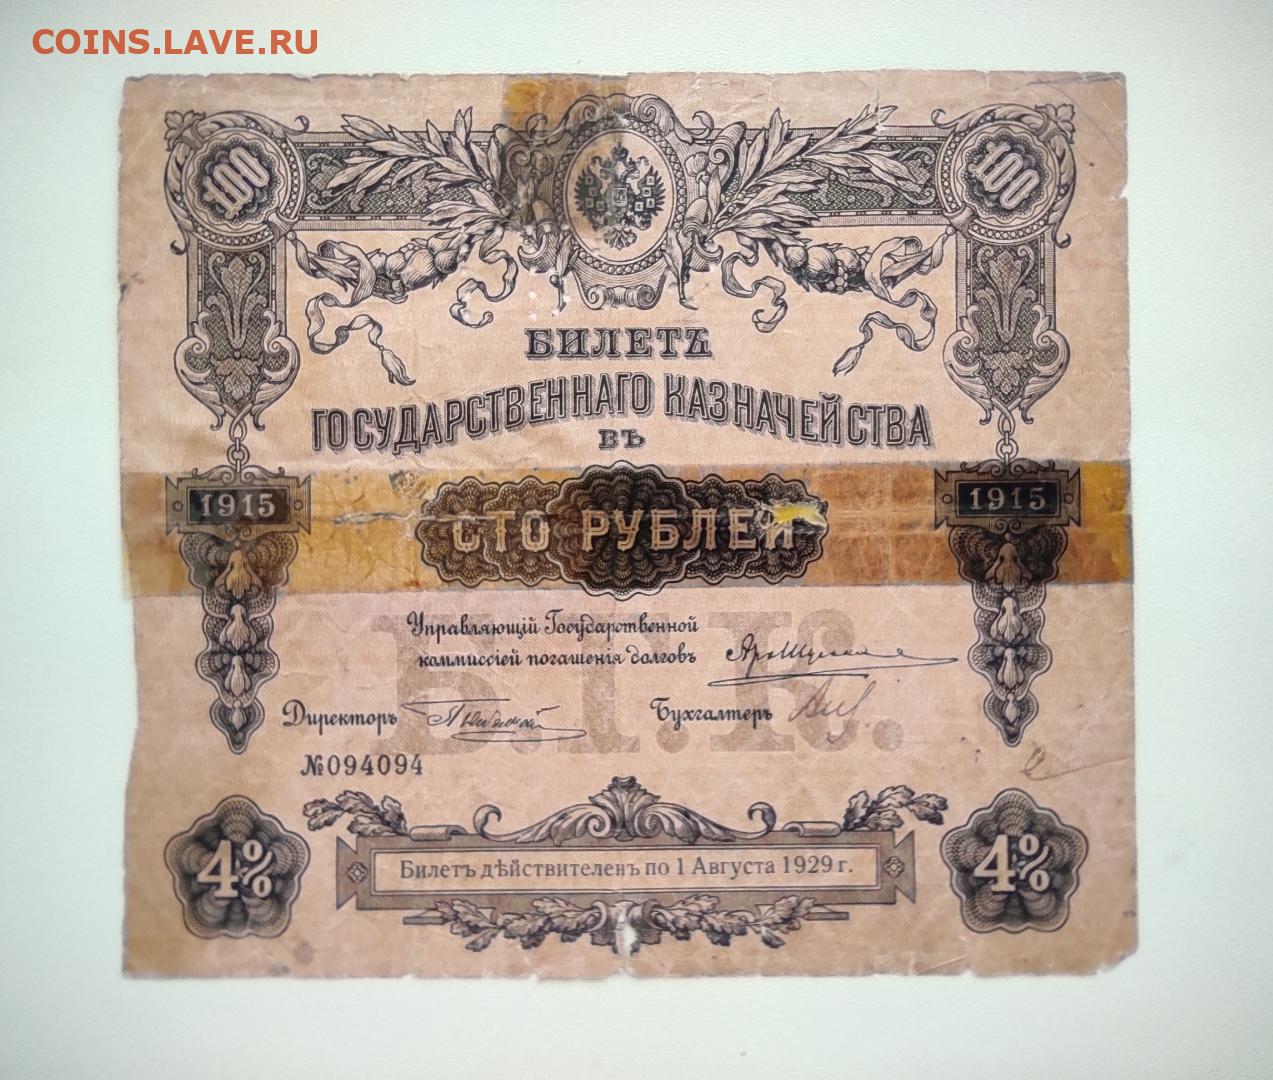 COINS.LAVE.RU
100 100
БИЛЕТЪ
ГОСУДАРСТВЕННАГО КАЗНАЧЕЙСТВА
ВЪ
1915 1915
СТО РУБЛЕЙ
Управляющій Государственной
коммиссіей погашенія долговъ
Директоръ Бухгалтеръ
№094094
4% 4%
Билетъ дѣйствителенъ по 1 Августа 1929 г.